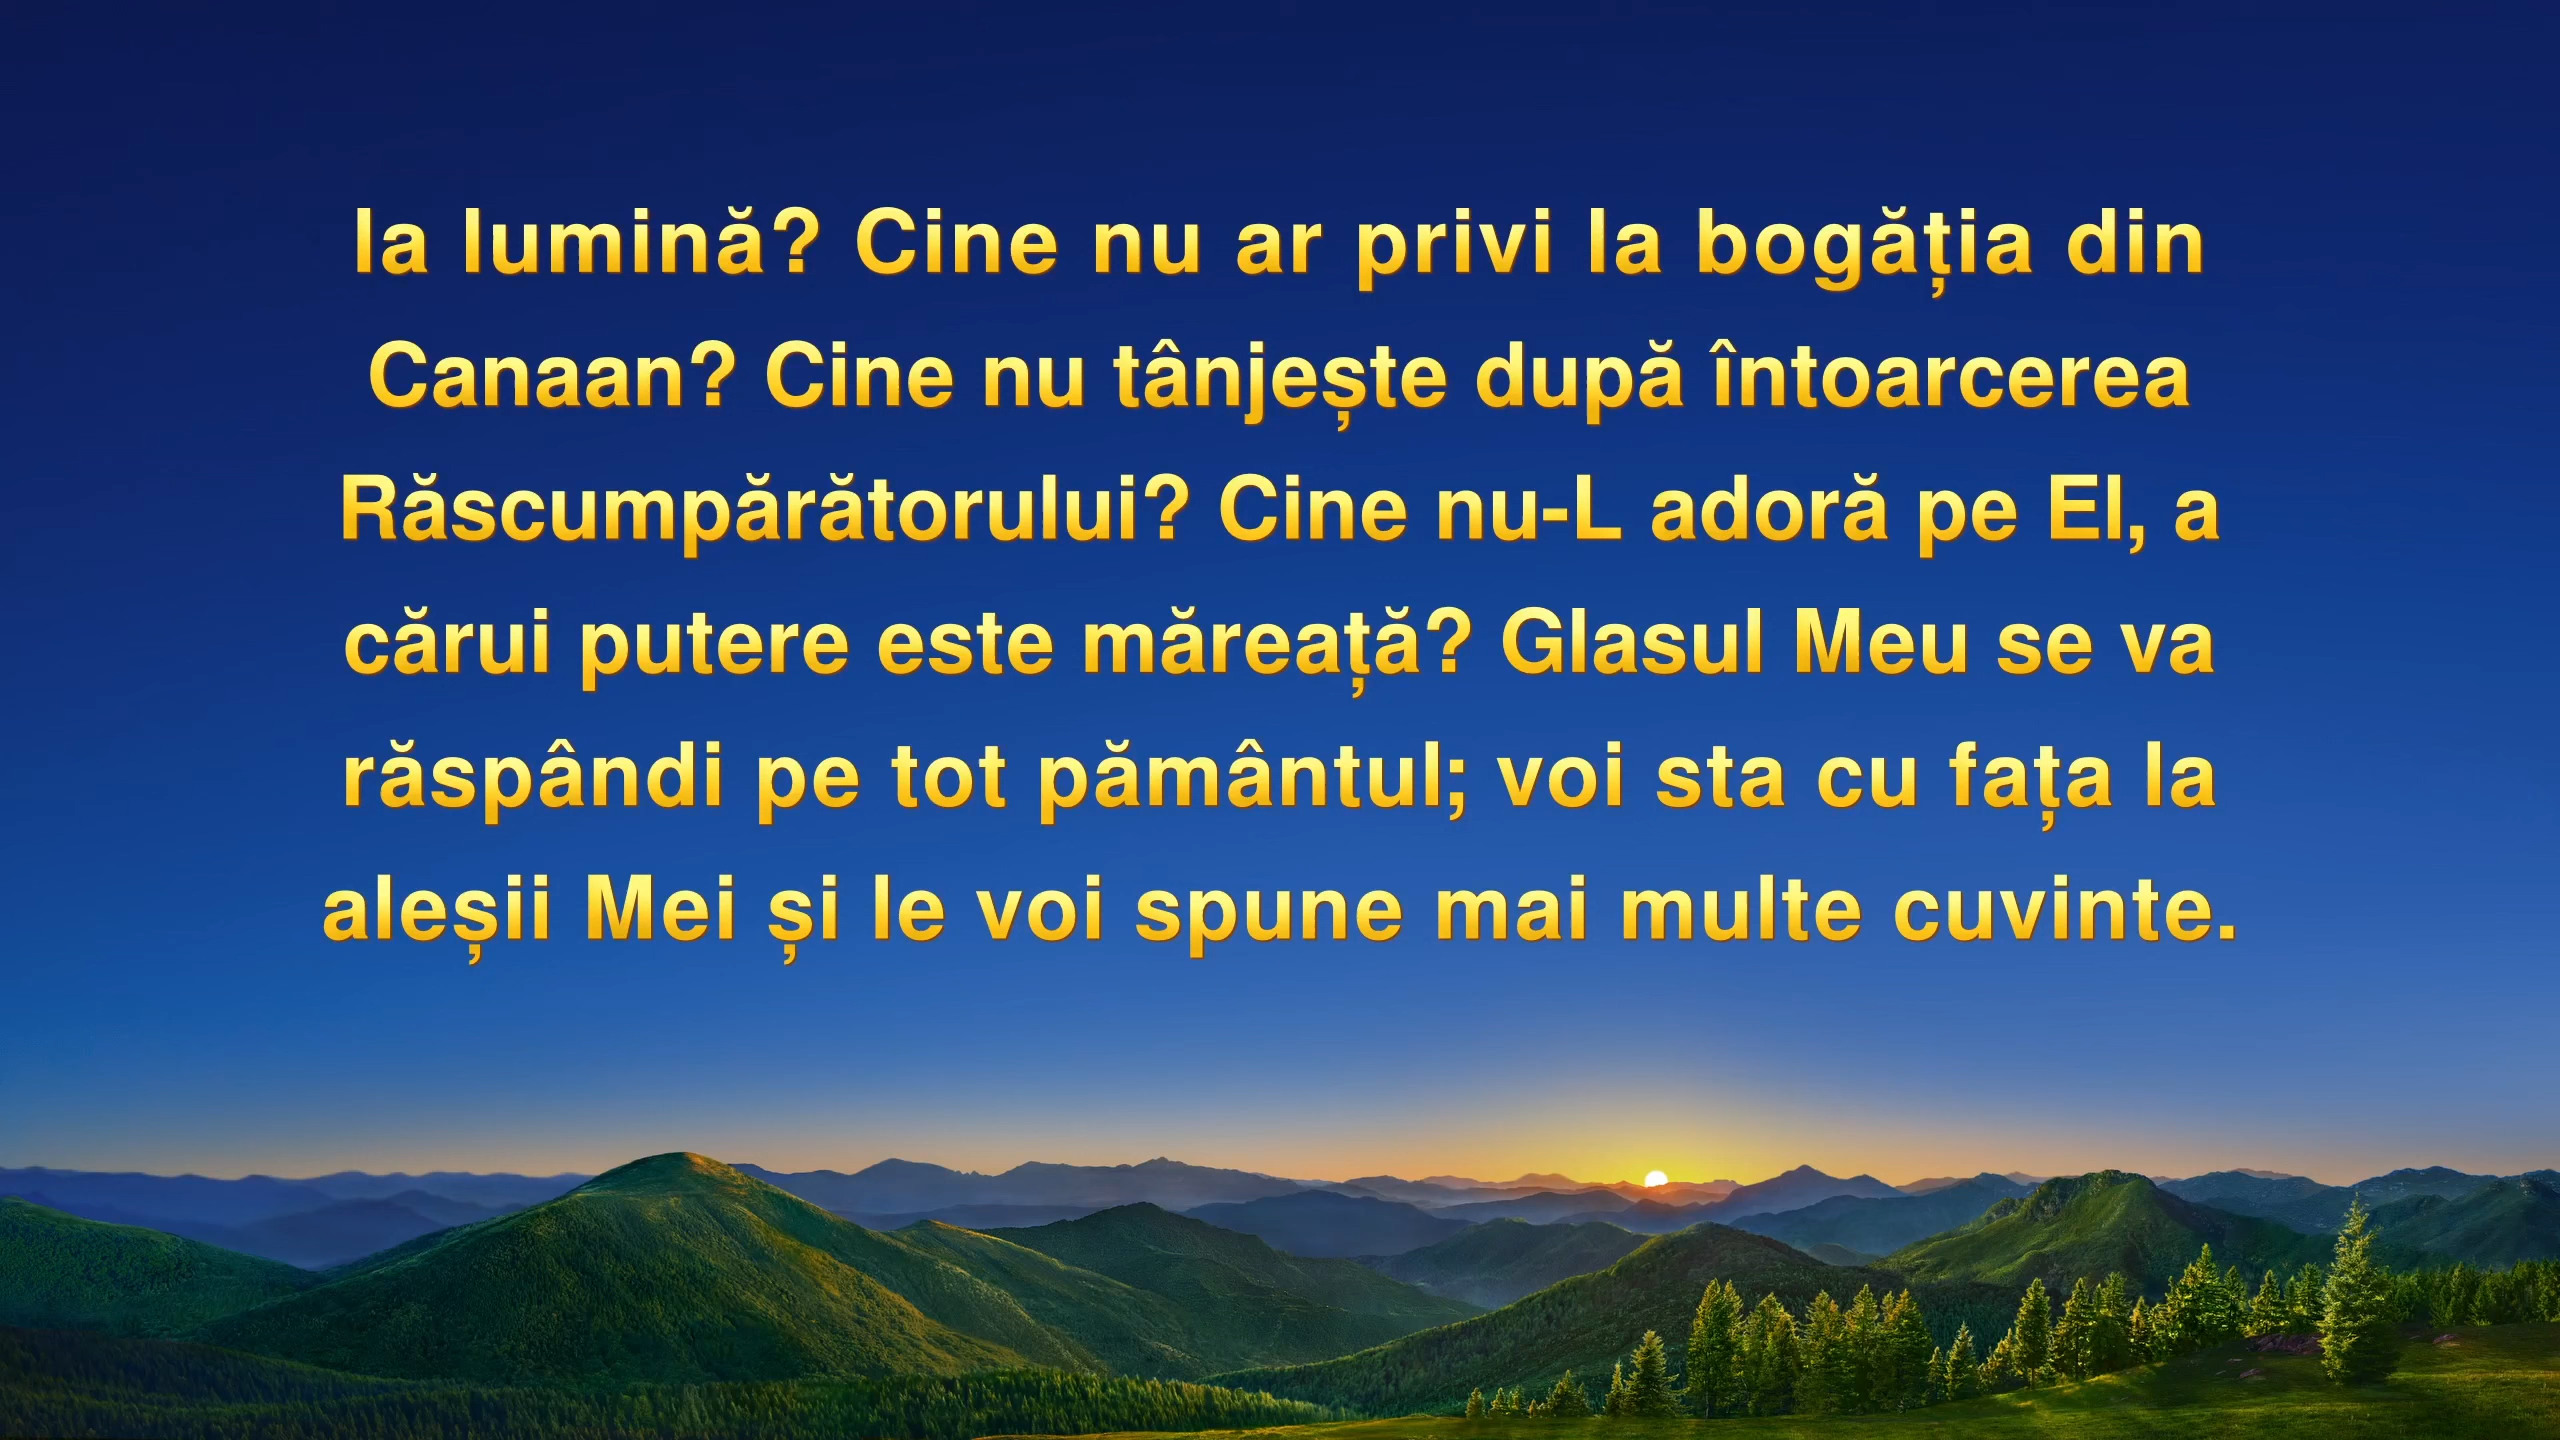 la lumină? Cine nu ar privi la bogăția din
Canaan? Cine nu tânjește după întoarcerea
Răscumpărătorului? Cine nu-L adoră pe El, a
cărui putere este măreață? Glasul Meu se va
răspândi pe tot pământul; voi sta cu fața la
aleșii Mei și le voi spune mai multe cuvinte.